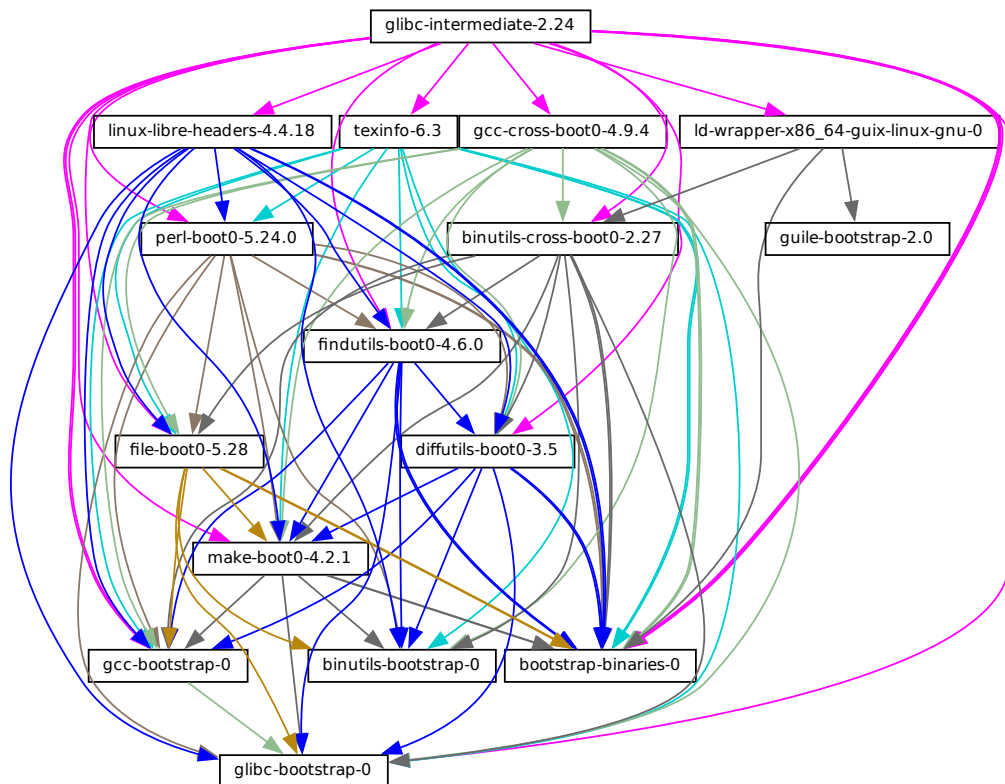 glibc-intermediate-2.24
linux-libre-headers-4.4.18
texinfo-6.3
gcc-cross-boot0-4.9.4
ld-wrapper-x86_64-guix-linux-gnu-0
perl-boot0-5.24.0
binutils-cross-boot0-2.27
guile-bootstrap-2.0
findutils-boot0-4.6.0
file-boot0-5.28
diffutils-boot0-3.5
make-boot0-4.2.1
gcc-bootstrap-0
binutils-bootstrap-0
bootstrap-binaries-0
glibc-bootstrap-0